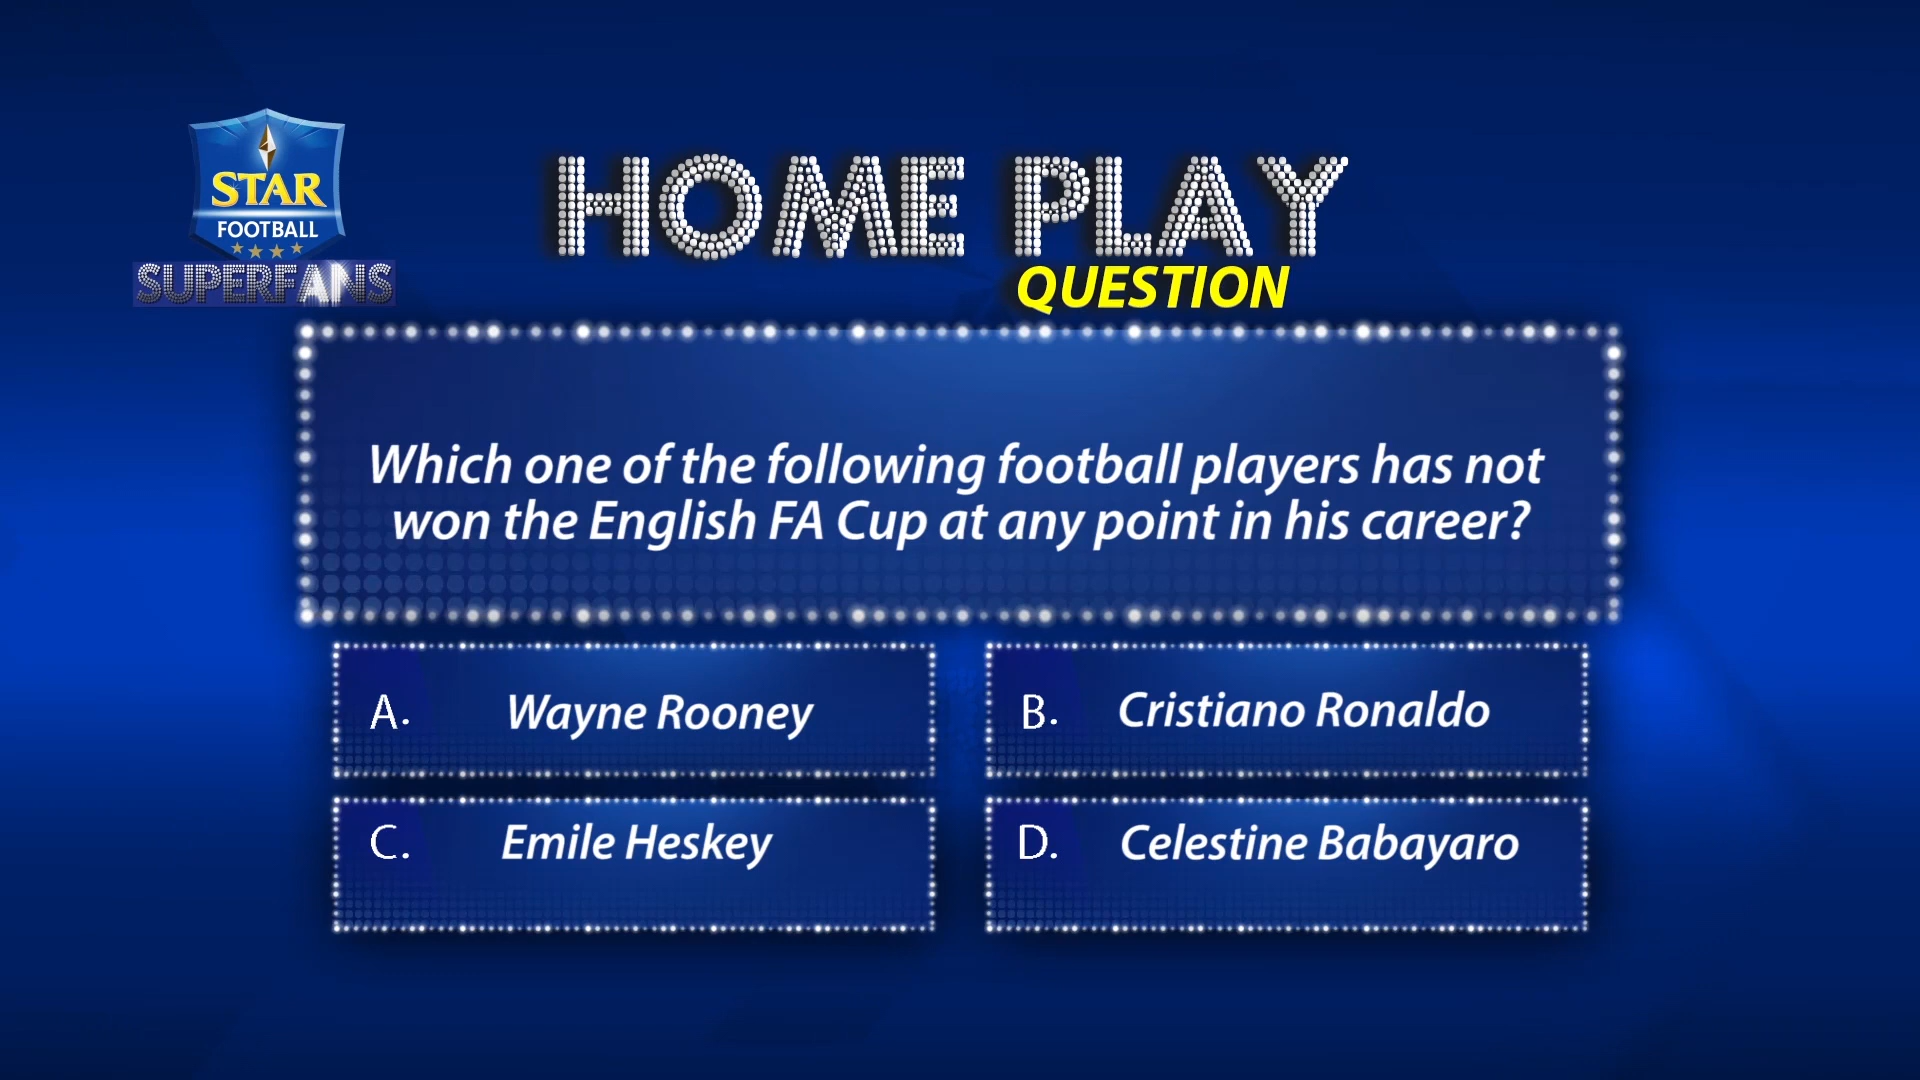 STAR
FOOTBALL
SUPERFANS
HOME PLAY
QUESTION
Which one of the following football players has not
won the English FA Cup at any point in his career?
A. Wayne Rooney
B. Cristiano Ronaldo
C. Emile Heskey
D. Celestine Babayaro